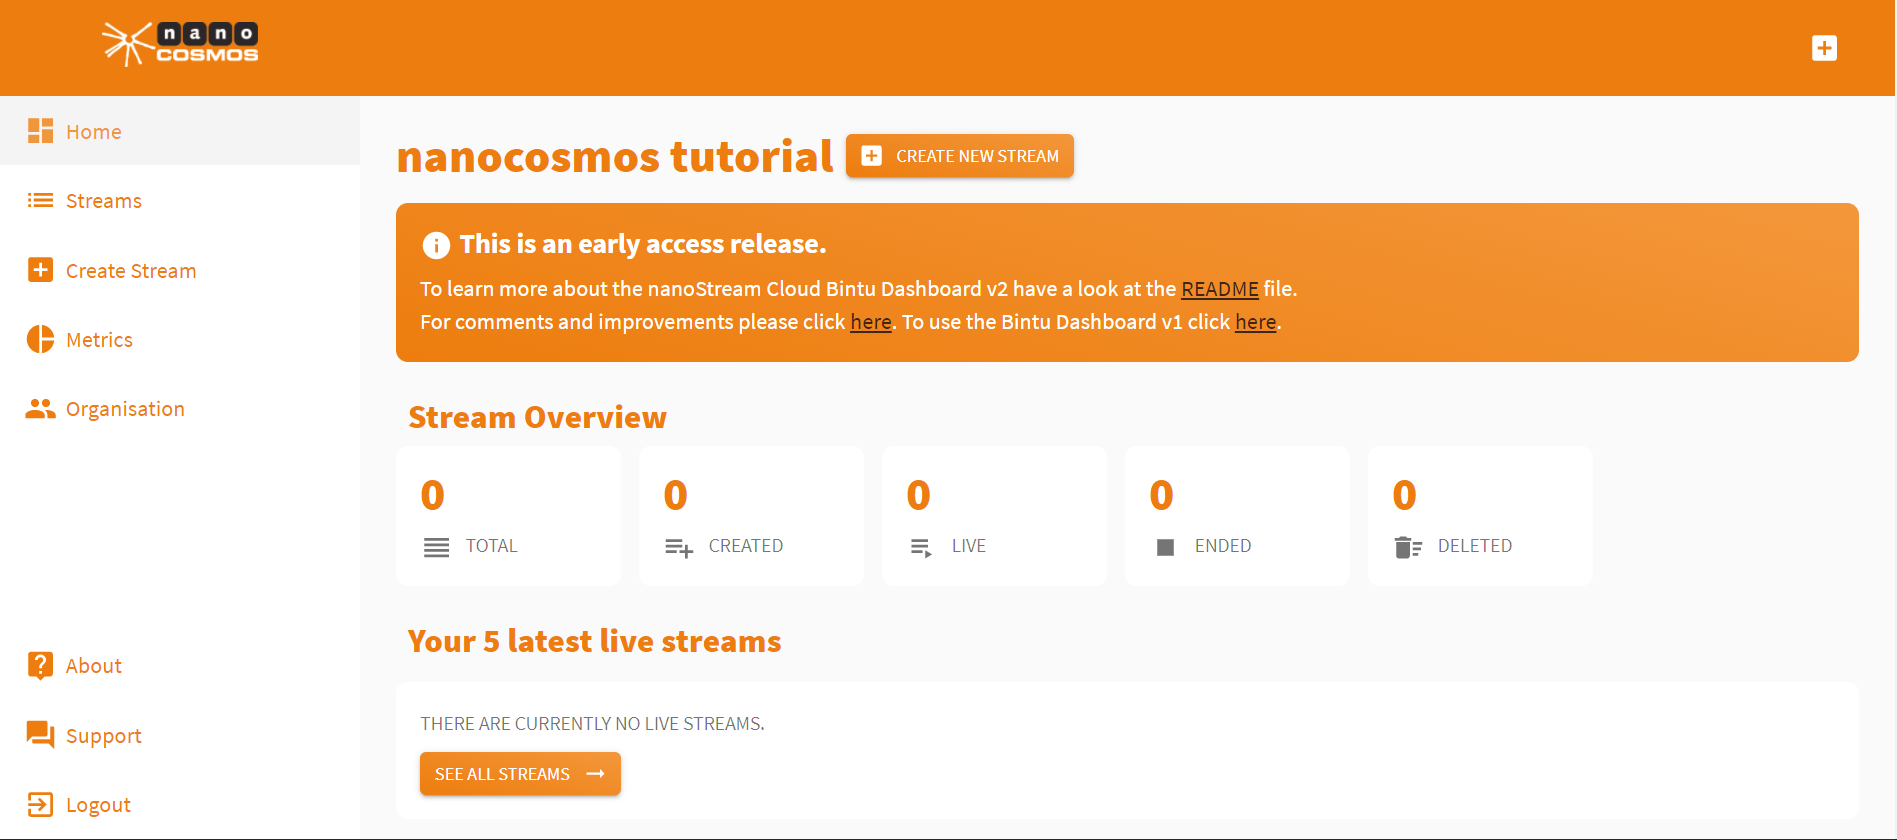 nano
COSMOS
Home
Streams
Create Stream
Metrics
Organisation
About
Support
Logout
nanocosmos tutorial
CREATE NEW STREAM
This is an early access release.
To learn more about the nanoStream Cloud Bintu Dashboard v2 have a look at the README file.
For comments and improvements please click here. To use the Bintu Dashboard v1 click here.
Stream Overview
0
TOTAL
0
CREATED
0
LIVE
0
ENDED
0
DELETED
Your 5 latest live streams
THERE ARE CURRENTLY NO LIVE STREAMS.
SEE ALL STREAMS